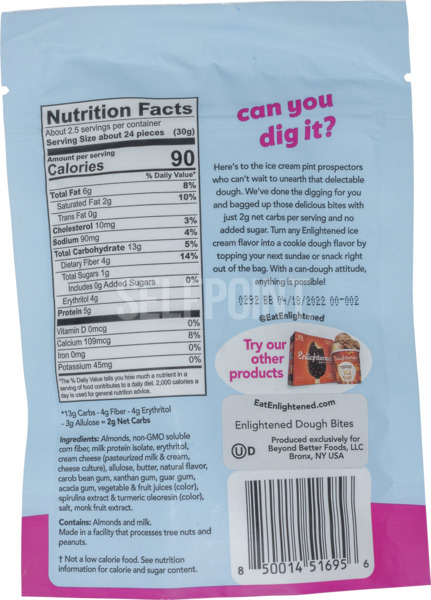 Nutrition Facts
About 2.5 servings per container
Serving Size about 24 pieces (30g)
Amount per serving
Calories 90
% Daily Value*
Total Fat 6g 8%
Saturated Fat 2g 10%
Trans Fat 0g
Cholesterol 10mg 3%
Sodium 90mg 4%
Total Carbohydrate 13g 5%
Dietary Fiber 4g 14%
Total Sugars 1g
Includes 0g Added Sugars 0%
Erythritol 4g
Protein 5g
Vitamin D 0mcg 0%
Calcium 109mcg 8%
Iron 0mg 0%
Potassium 45mg 0%
*The % Daily Value tells you how much a nutrient in a
serving of food contributes to a daily diet. 2,000 calories a
day is used for general nutrition advice.
*13g Carbs - 4g Fiber - 4g Erythritol
- 3g Allulose = 2g Net Carbs
Ingredients: Almonds, non-GMO soluble
corn fiber, milk protein isolate, erythritol,
cream cheese (pasteurized milk & cream,
cheese culture), allulose, butter, natural flavor,
carob bean gum, xanthan gum, guar gum,
acacia gum, vegetable & fruit juices (color),
spirulina extract & turmeric oleoresin (color),
salt, monk fruit extract.
Contains: Almonds and milk.
Made in a facility that processes tree nuts and
peanuts.
† Not a low calorie food. See nutrition
information for calorie and sugar content.
can you
dig it?
Here's to the ice cream pint prospectors
who can't wait to unearth that delectable
dough. We've done the digging for you
and bagged up those delicious bites with
just 2g net carbs per serving and no
added sugar. Turn any Enlightened ice
cream flavor into a cookie dough flavor by
topping your next sundae or snack right
out of the bag. With a can-dough attitude,
anything is possible!
0292 BB 04/18/2022 00-002
SELFPOINT
@EatEnlightened
Try our
other
products
Enlightened
EatEnlightened.com
Enlightened Dough Bites
U D
Produced exclusively for
Beyond Better Foods, LLC
Bronx, NY USA
8 50014 51695 6